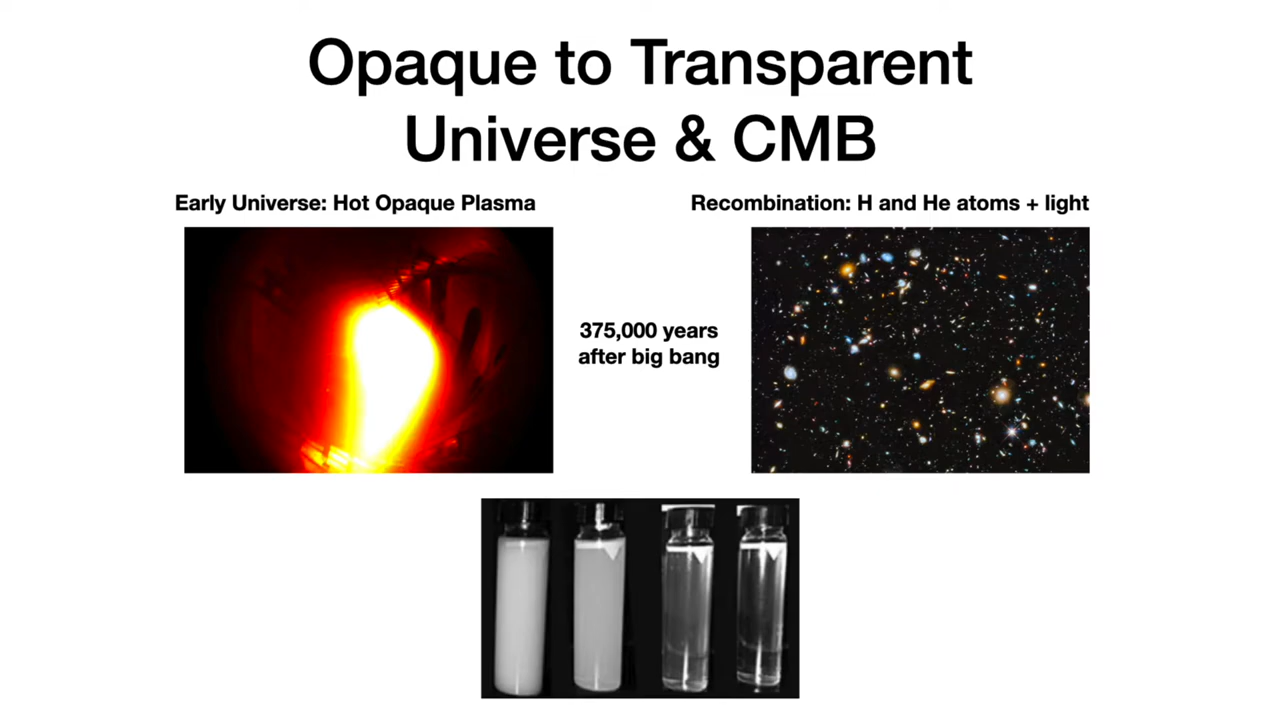 Opaque to Transparent
Universe & CMB
Early Universe: Hot Opaque Plasma
Recombination: H and He atoms + light
375,000 years
after big bang